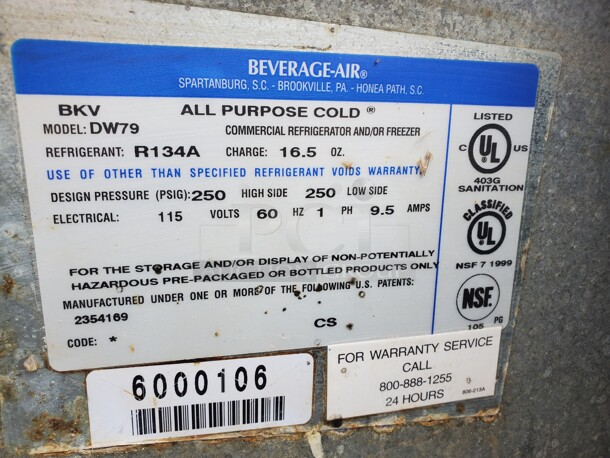 BEVERAGE-AIR®
SPARTANBURG, S.C. - BROOKVILLE, PA. - HONEA PATH, S.C.
BKV ALL PURPOSE COLD ®
MODEL: DW79 COMMERCIAL REFRIGERATOR AND/OR FREEZER
REFRIGERANT: R134A CHARGE: 16.5 OZ.
USE OF OTHER THAN SPECIFIED REFRIGERANT VOIDS WARRANTY
DESIGN PRESSURE (PSIG): 250 HIGH SIDE 250 LOW SIDE
ELECTRICAL: 115 VOLTS 60 HZ 1 PH 9.5 AMPS
FOR THE STORAGE AND/OR DISPLAY OF NON-POTENTIALLY
HAZARDOUS PRE-PACKAGED OR BOTTLED PRODUCTS ONLY
MANUFACTURED UNDER ONE OR MORE OF THE FOLLOWING U.S. PATENTS:
2354169
CS
CODE: *
LISTED
C UL US
403G
SANITATION
CLASSIFIED
UL
NSF 7 1999
NSF.
105 PG
6000106
FOR WARRANTY SERVICE
CALL
800-888-1255
24 HOURS
806-213A
PCi